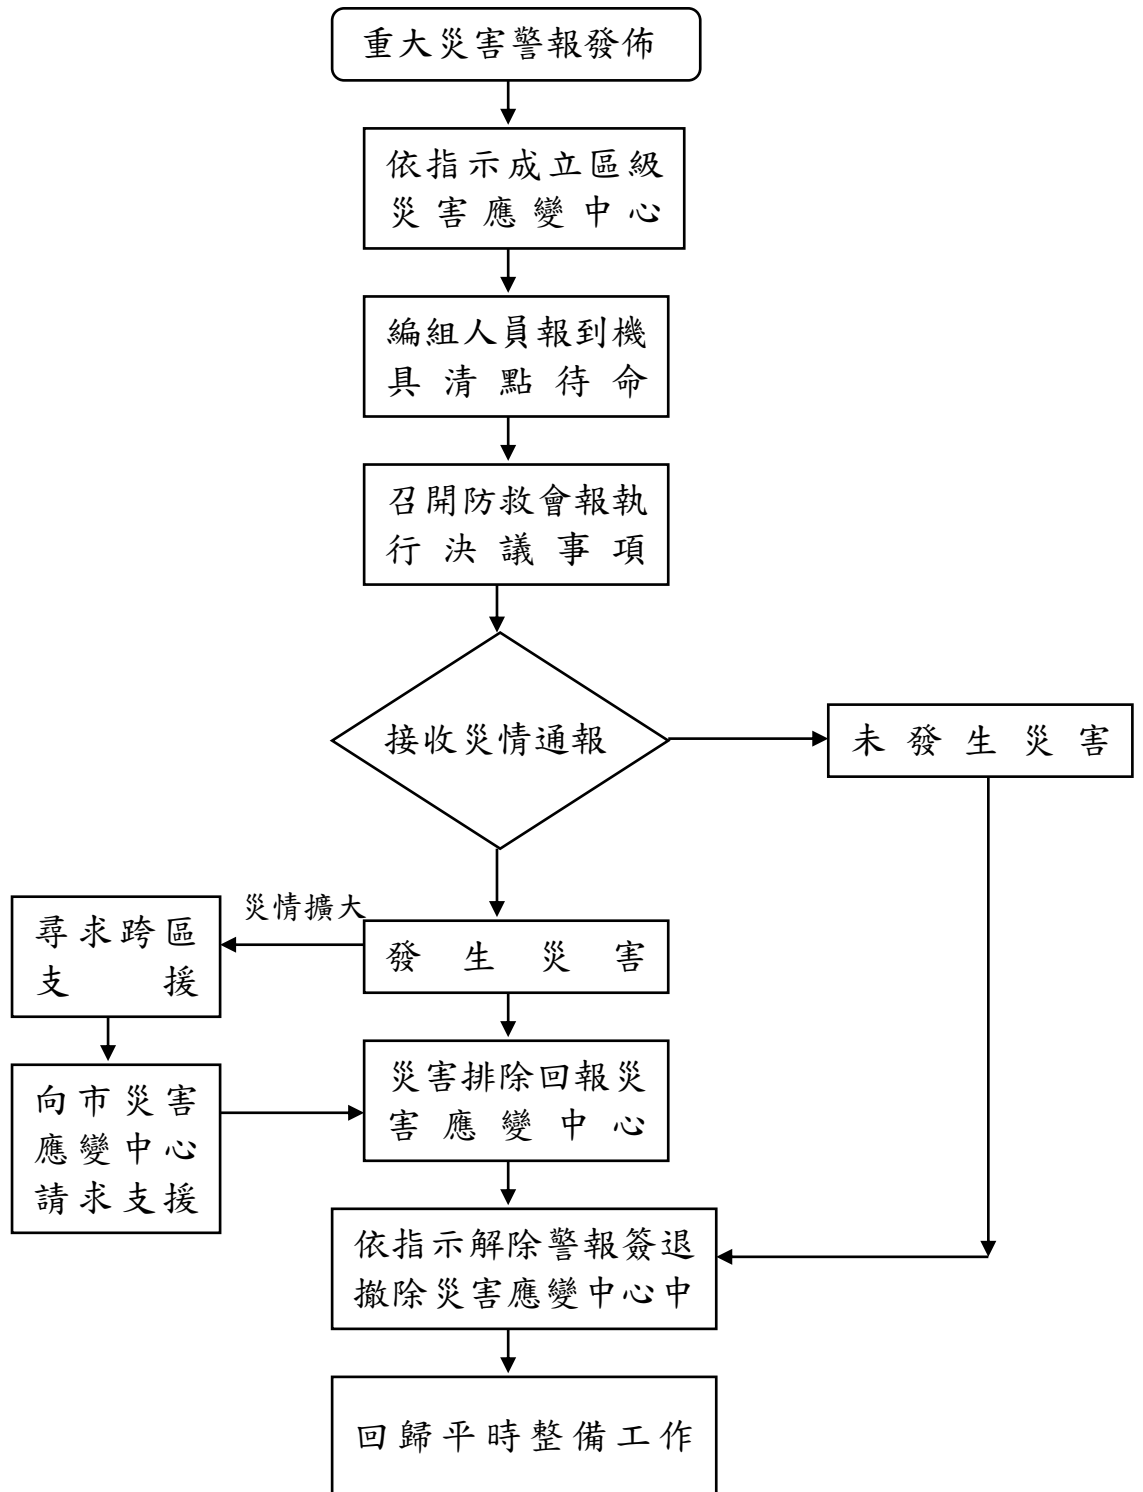 重大災害警報發佈
依指示成立區級
災害應變中心
編組人員報到機
具清點待命
召開防救會報執
行決議事項
接收災情通報
未發生災害
災情擴大
尋求跨區
支援
發生災害
向市災害
應變中心
請求支援
災害排除回報災
害應變中心
依指示解除警報簽退
撤除災害應變中心中
回歸平時整備工作